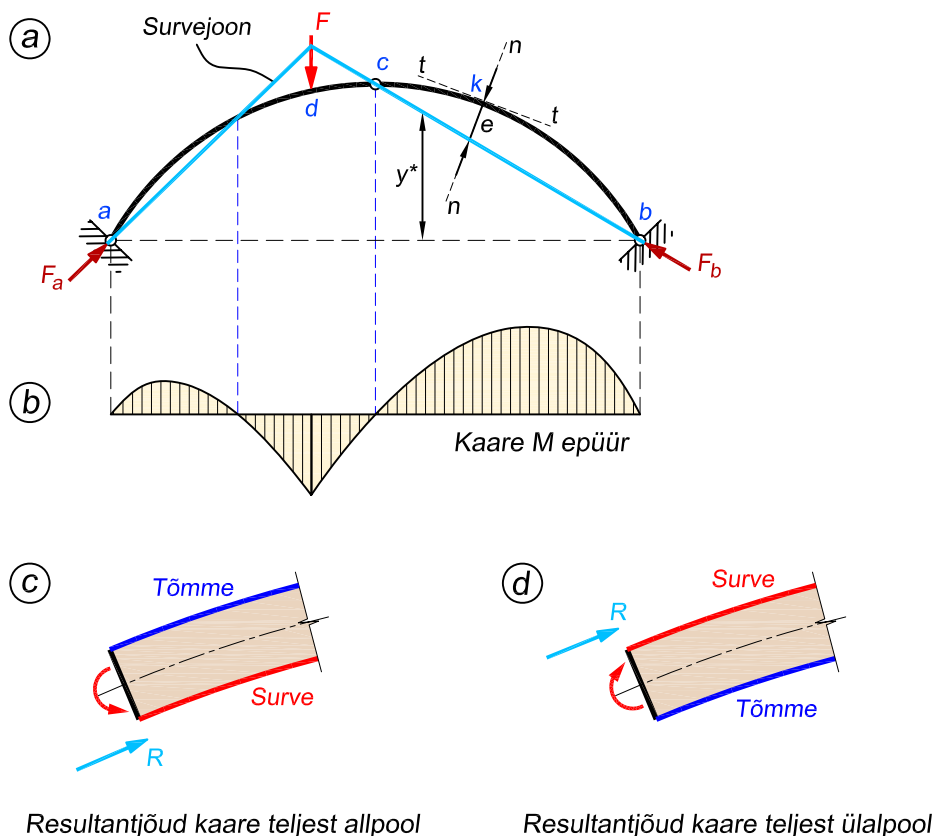 a
Survejoon
F
n
c
t
k
d
e
t
y*
n
a
b
Fa
Fb
b
Kaare M epüür
c
Tõmme
Surve
R
d
Surve
R
Tõmme
Resultantjõud kaare teljest allpool
Resultantjõud kaare teljest ülalpool